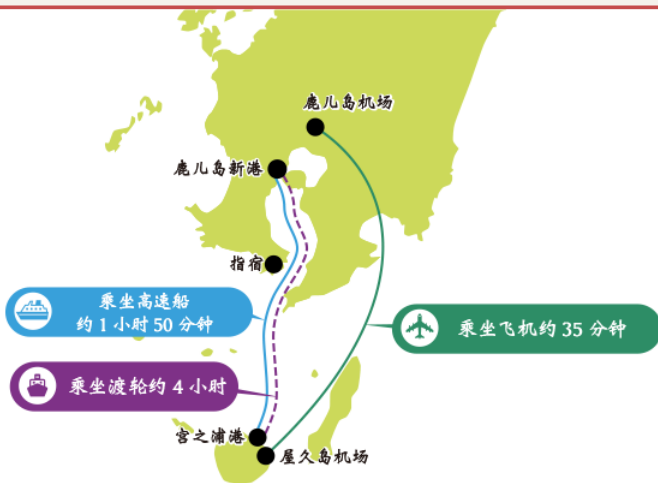 鹿儿岛机场
鹿儿岛新港
指宿
乘坐高速船
约 1 小时 50 分钟
乘坐飞机约 35 分钟
乘坐渡轮约 4 小时
宫之浦港
屋久岛机场